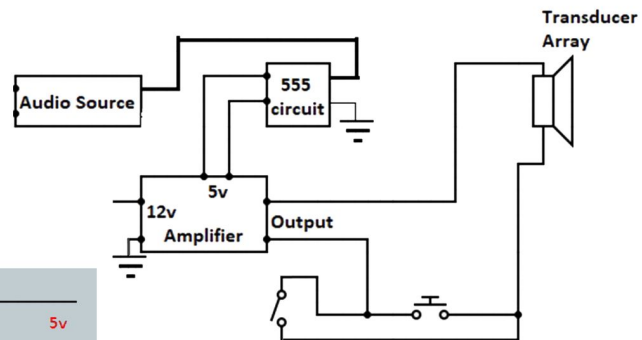 Transducer
Array
555
circuit
Audio Source
5v
12v
Output
Amplifier
5v